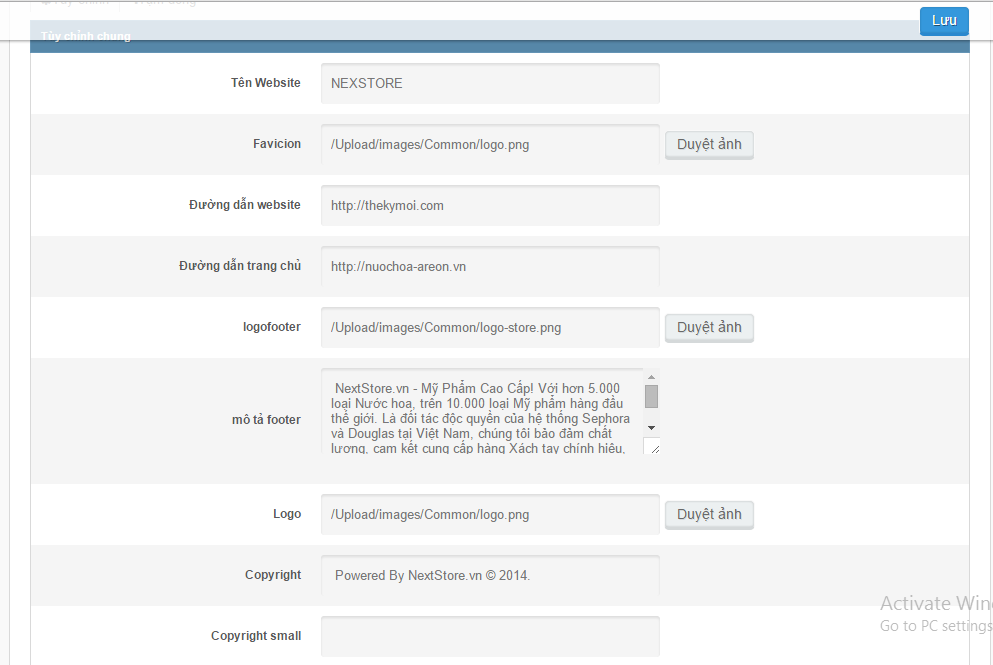 Lưu
Tùy chỉnh chung
Tên Website NEXSTORE
Favicion /Upload/images/Common/logo.png Duyệt ảnh
Đường dẫn website http://thekymoi.com
Đường dẫn trang chủ http://nuochoa-areon.vn
logofooter /Upload/images/Common/logo-store.png Duyệt ảnh
mô tả footer
NextStore.vn - Mỹ Phẩm Cao Cấp! Với hơn 5.000
loại Nước hoa, trên 10.000 loại Mỹ phẩm hàng đầu
thế giới. Là đối tác độc quyền của hệ thống Sephora
và Douglas tại Việt Nam, chúng tôi bảo đảm chất
lượng, cam kết cung cấp hàng Xách tay chính hiệu,
Logo /Upload/images/Common/logo.png Duyệt ảnh
Copyright Powered By NextStore.vn © 2014.
Activate Win
Go to PC settings
Copyright small